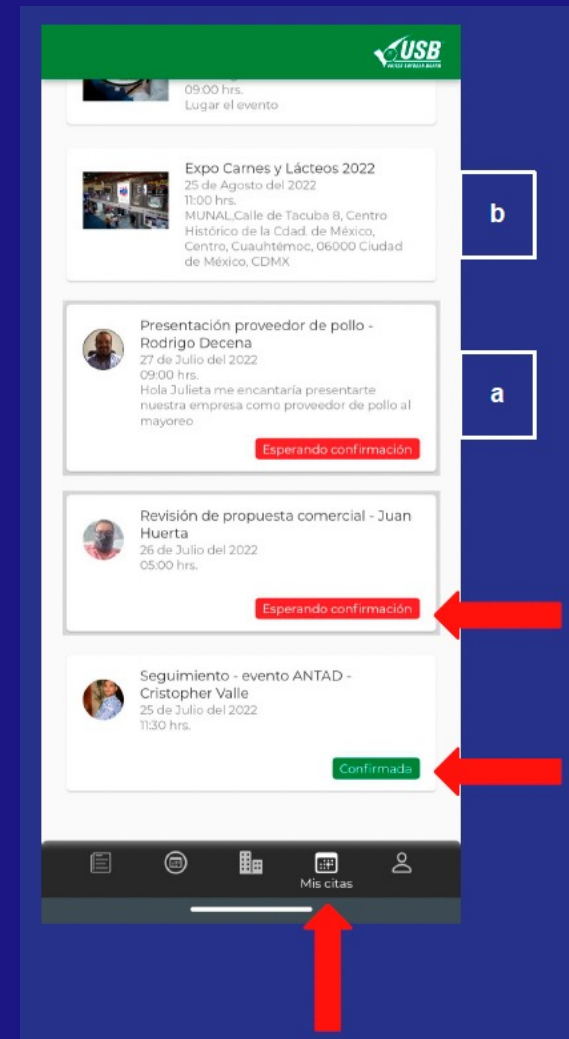 USB
09:00 hrs.
Lugar el evento
Expo Carnes y Lácteos 2022
25 de Agosto del 2022
11:00 hrs.
MUNAL,Calle de Tacuba 8, Centro
Histórico de la Cdad. de México,
Centro, Cuauhtémoc, 06000 Ciudad
de México, CDMX
b
Presentación proveedor de pollo -
Rodrigo Decena
27 de Julio del 2022
09:00 hrs.
Hola Julieta me encantaría presentarte
nuestra empresa como proveedor de pollo al
mayoreo
Esperando confirmación
a
Revisión de propuesta comercial - Juan
Huerta
26 de Julio del 2022
05:00 hrs.
Esperando confirmación
Seguimiento - evento ANTAD -
Cristopher Valle
25 de Julio del 2022
11:30 hrs.
Confirmada
Mis citas